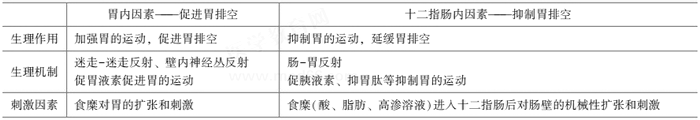 胃内因素——促进胃排空 十二指肠内因素——抑制胃排空
生理作用 加强胃的运动，促进胃排空 抑制胃的运动，延缓胃排空
生理机制 迷走-迷走反射、壁内神经丛反射 肠-胃反射
促胃液素促进胃的运动 促胰液素、抑胃肽等抑制胃的运动
刺激因素 食糜对胃的扩张和刺激 食糜(酸、脂肪、高渗溶液)进入十二指肠后对肠壁的机械性扩张和刺激